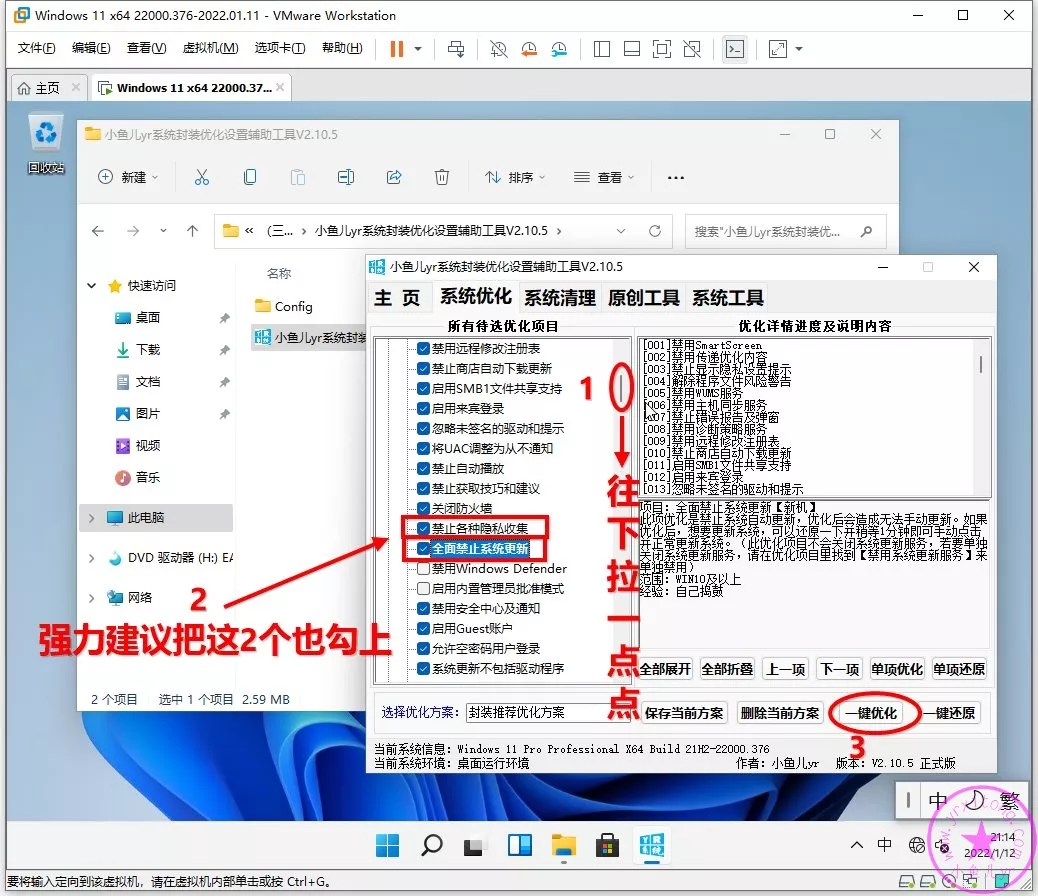 Windows 11 x64 22000.376-2022.01.11 - VMware Workstation
文件(F) 编辑(E) 查看(V) 虚拟机(M) 选项卡(T) 帮助(H)
主页 Windows 11 x64 22000.37...
回收站
小鱼儿yr系统封装优化设置辅助工具V2.10.5
新建 排序 查看
« (三... 小鱼儿yr系统封装优化设置辅助工具V2.10.5
搜索"小鱼儿yr系统封装优...
快速访问
桌面
下载
文档
图片
视频
音乐
此电脑
DVD 驱动器 (H:) EA
网络
名称
Config
小鱼儿yr系统封装
2 个项目 选中 1 个项目 2.59 MB
小鱼儿yr系统封装优化设置辅助工具V2.10.5
主 页 系统优化 系统清理 原创工具 系统工具
所有待选优化项目
禁用远程修改注册表
禁止商店自动下载更新
启用SMB1文件共享支持
启用来宾登录
忽略未签名的驱动和提示
将UAC调整为从不通知
禁止自动播放
禁止获取技巧和建议
关闭防火墙
禁止各种隐私收集
全面禁止系统更新
禁用Windows Defender
启用内置管理员批准模式
禁用安全中心及通知
启用Guest账户
允许空密码用户登录
系统更新不包括驱动程序
优化详情进度及说明内容
[001]禁用SmartScreen
[002]禁用传递优化内容
[003]禁止显示隐私设置提示
[004]解除程序文件风险警告
[005]禁用WUMS服务
[006]禁用主机同步服务
[007]禁止错误报告及弹窗
[008]禁用诊断策略服务
[009]禁用远程修改注册表
[010]禁止商店自动下载更新
[011]启用SMB1文件共享支持
[012]启用来宾登录
[013]忽略未签名的驱动和提示
项目：全面禁止系统更新【新机】
此项优化是禁止系统自动更新，优化后会造成无法手动更新。如果
优化后，想要更新系统，可以还原一下并稍等1分钟即可手动点击
并正常更新系统。（此优化项目不会关闭系统更新服务，若要单独
关闭系统更新服务，请在优化项目里找到【禁用系统更新服务】来
单独禁用）
范围：WIN10及以上
经验：自己捣鼓
全部展开 全部折叠 上一项 下一项 单项优化 单项还原
选择优化方案： 封装推荐优化方案 保存当前方案 删除当前方案 一键优化 一键还原
当前系统信息：Windows 11 Pro Professional X64 Build 21H2-22000.376
当前系统环境：桌面运行环境 作者：小鱼儿yr 版本：V2.10.5 正式版
1
往下拉一点点
2
强力建议把这2个也勾上
3
中 繁
中
21:14
2022/1/12
www.yrxitong.com
小鱼儿yr
要将输入定向到该虚拟机，请在虚拟机内部单击或按 Ctrl+G。